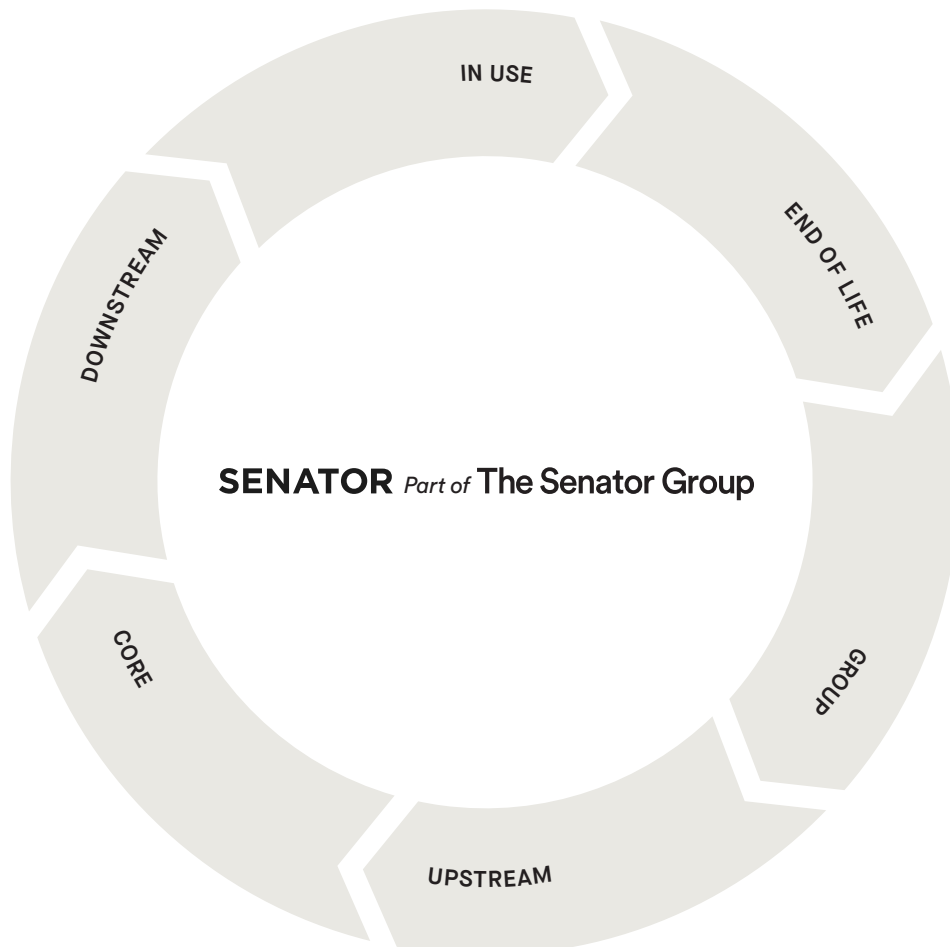 IN USE
END OF LIFE
GROUP
UPSTREAM
CORE
DOWNSTREAM
SENATOR Part of The Senator Group